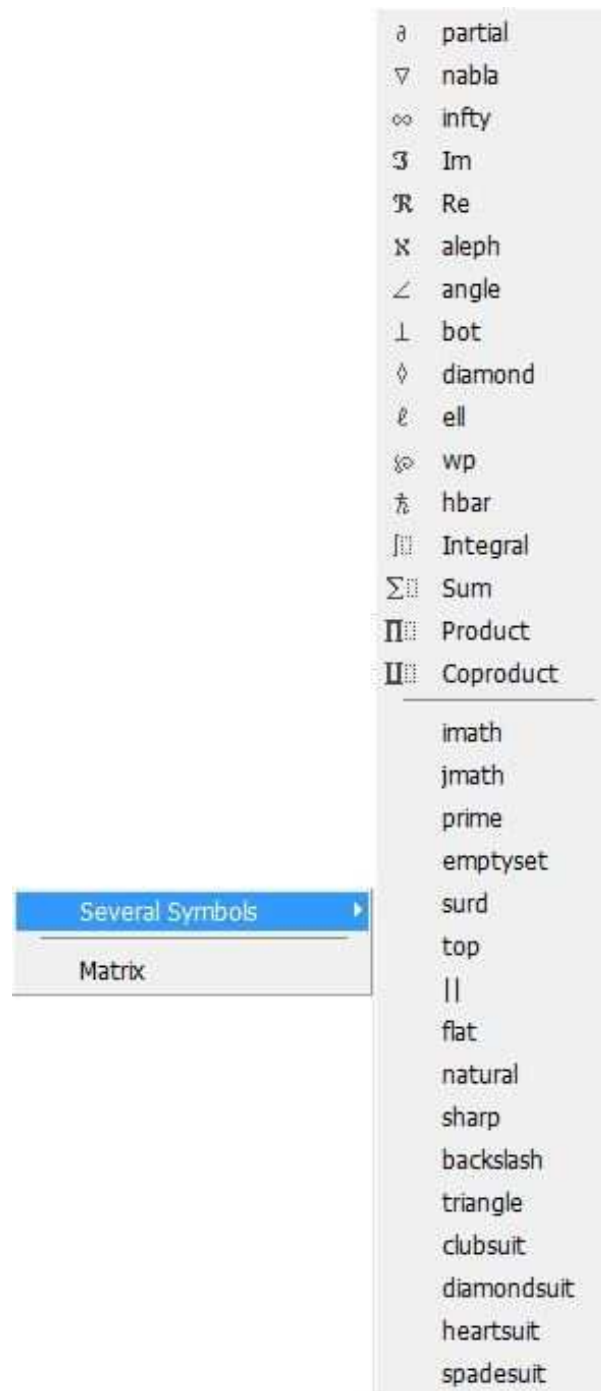 ∂ partial
∇ nabla
∞ infty
ℑ Im
ℜ Re
ℵ aleph
∠ angle
⊥ bot
◊ diamond
ℓ ell
℘ wp
ℏ hbar
∫ Integral
∑ Sum
∏ Product
∐ Coproduct
imath
jmath
prime
emptyset
Several Symbols
surd
top
Matrix
||
flat
natural
sharp
backslash
triangle
clubsuit
diamondsuit
heartsuit
spadesuit